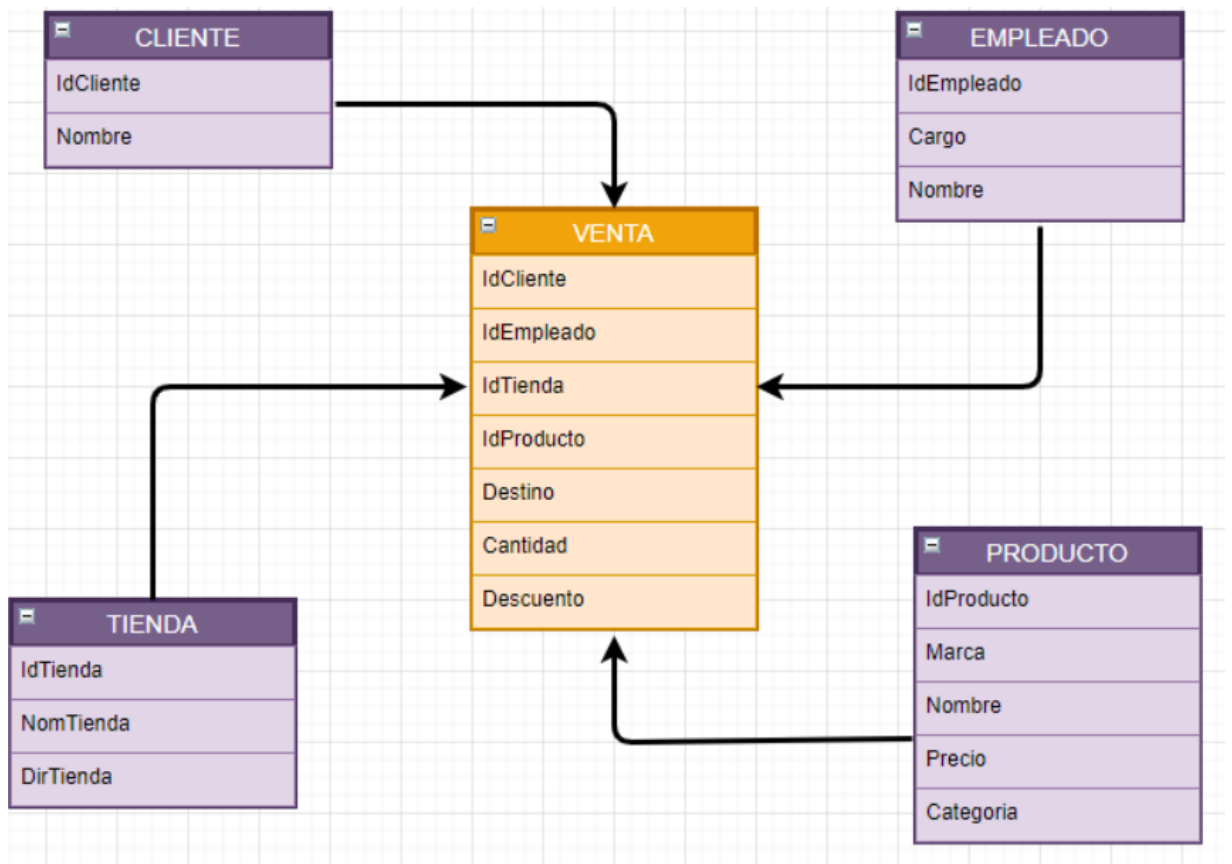 CLIENTE
IdCliente
Nombre
EMPLEADO
IdEmpleado
Cargo
Nombre
VENTA
IdCliente
IdEmpleado
IdTienda
IdProducto
Destino
Cantidad
Descuento
TIENDA
IdTienda
NomTienda
DirTienda
PRODUCTO
IdProducto
Marca
Nombre
Precio
Categoria